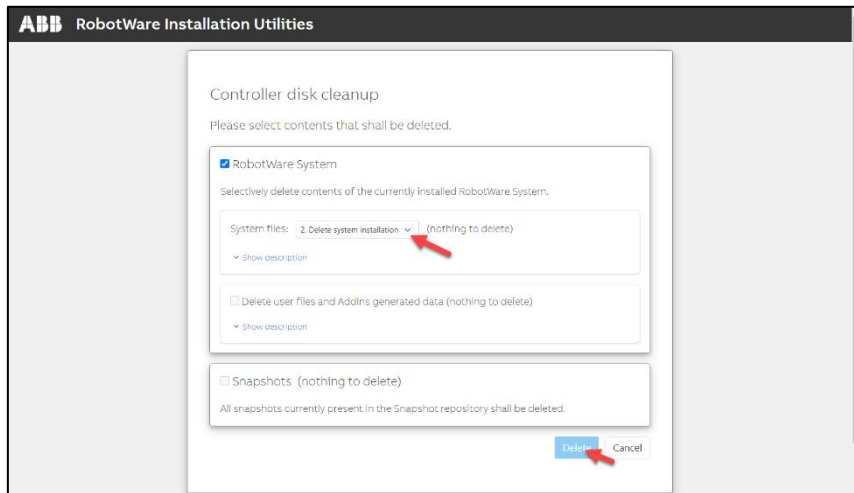 ABB RobotWare Installation Utilities
Controller disk cleanup
Please select contents that shall be deleted.
RobotWare System
Selectively delete contents of the currently installed RobotWare System.
System files: 2. Delete system installation (nothing to delete)
Show description
Delete user files and AddIns generated data (nothing to delete)
Show description
Snapshots (nothing to delete)
All snapshots currently present in the Snapshot repository shall be deleted.
Delete Cancel